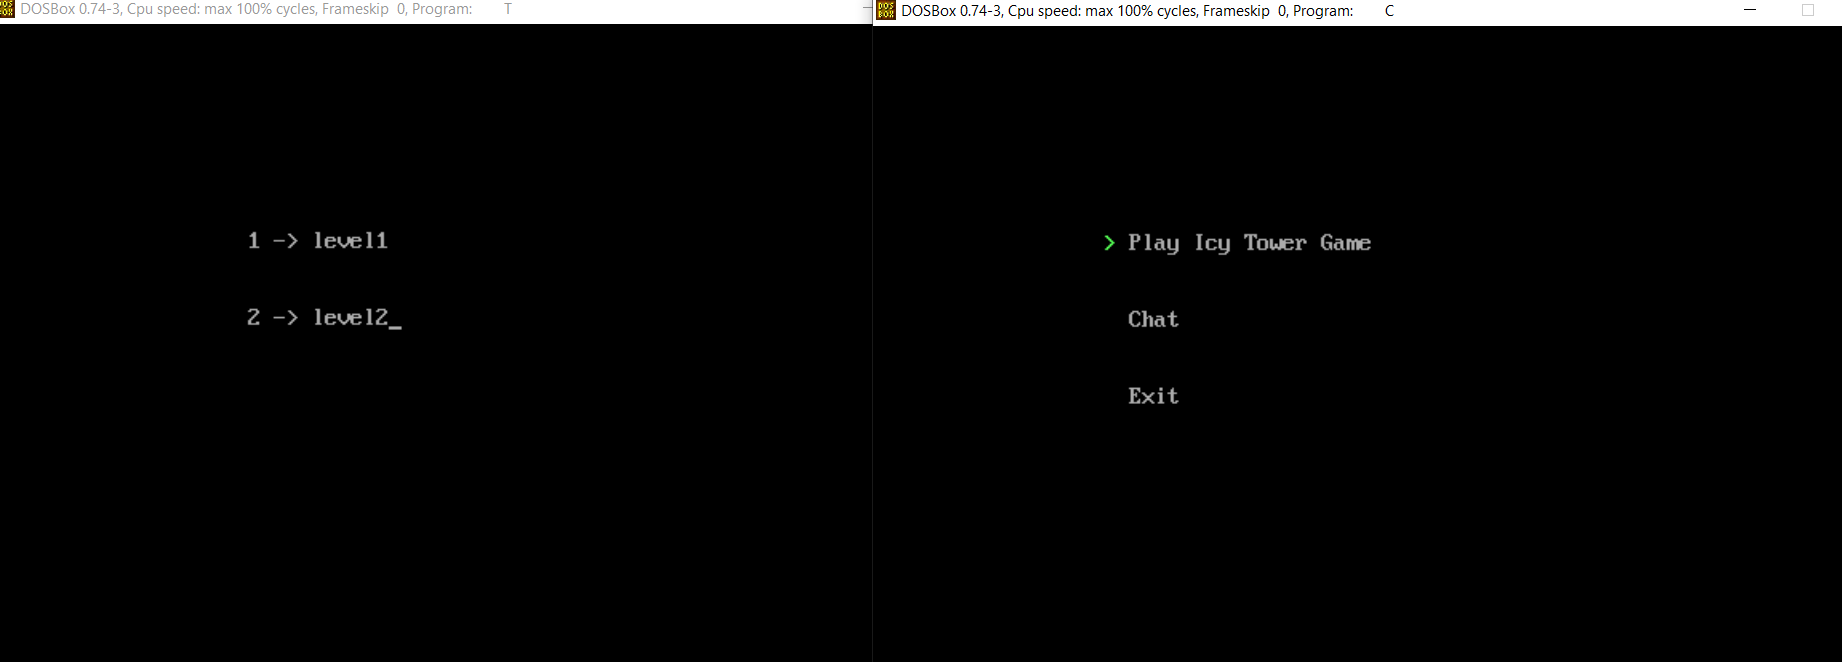 DOSBox 0.74-3, Cpu speed: max 100% cycles, Frameskip 0, Program: T
1 -> level1
2 -> level2_
DOSBox 0.74-3, Cpu speed: max 100% cycles, Frameskip 0, Program: C
> Play Icy Tower Game
Chat
Exit